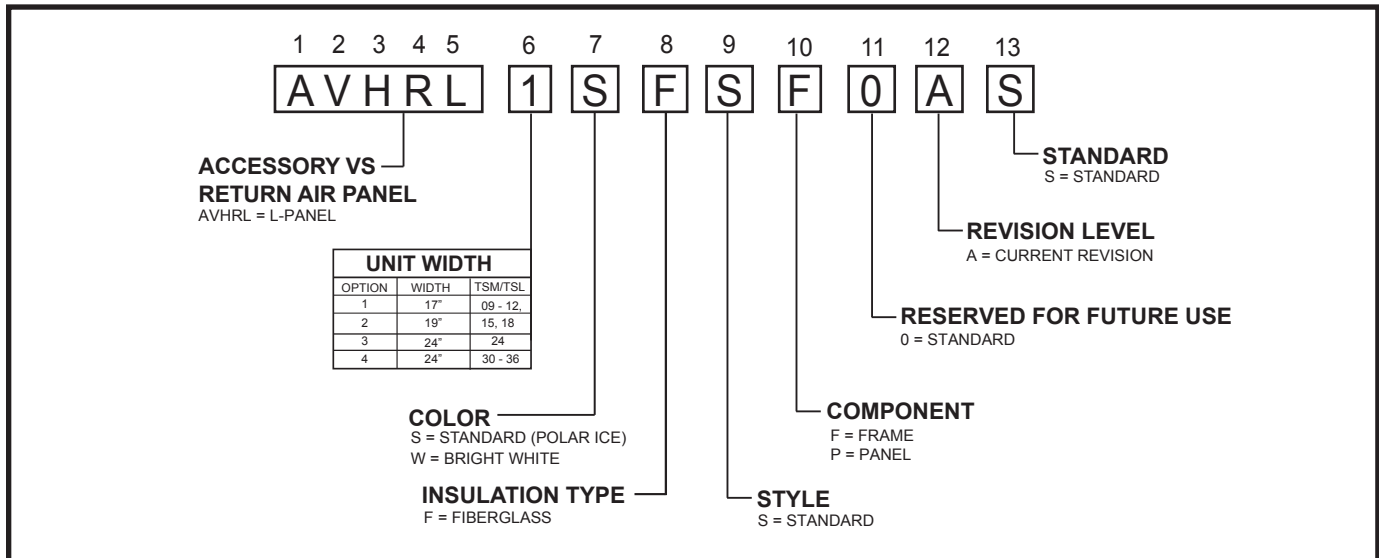 1 2 3 4 5 6 7 8 9 10 11 12 13
AVHRL 1 S F S F 0 A S
ACCESSORY VS
RETURN AIR PANEL
AVHRL = L-PANEL
STANDARD
S = STANDARD
REVISION LEVEL
A = CURRENT REVISION
UNIT WIDTH
OPTION WIDTH TSM/TSL
1 17" 09 - 12,
2 19" 15, 18
3 24" 24
4 24" 30 - 36
RESERVED FOR FUTURE USE
0 = STANDARD
COLOR
S = STANDARD (POLAR ICE)
W = BRIGHT WHITE
COMPONENT
F = FRAME
P = PANEL
INSULATION TYPE
F = FIBERGLASS
STYLE
S = STANDARD